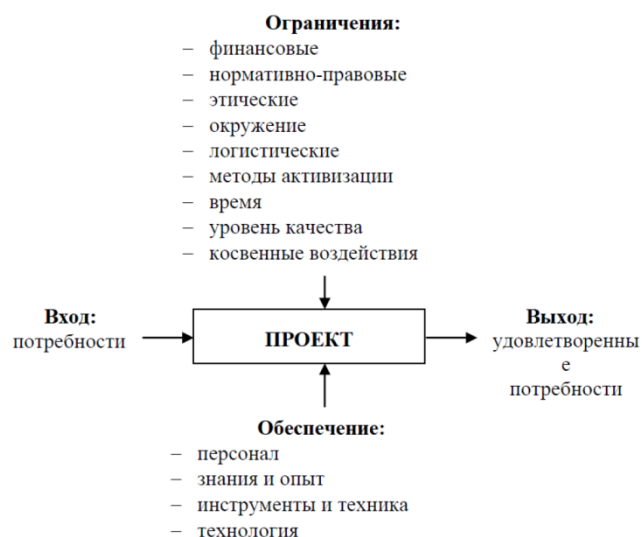 Ограничения:
– финансовые
– нормативно-правовые
– этические
– окружение
– логистические
– методы активизации
– время
– уровень качества
– косвенные воздействия
Вход:
потребности
ПРОЕКТ
Выход:
удовлетворенны
е
потребности
Обеспечение:
– персонал
– знания и опыт
– инструменты и техника
– технология